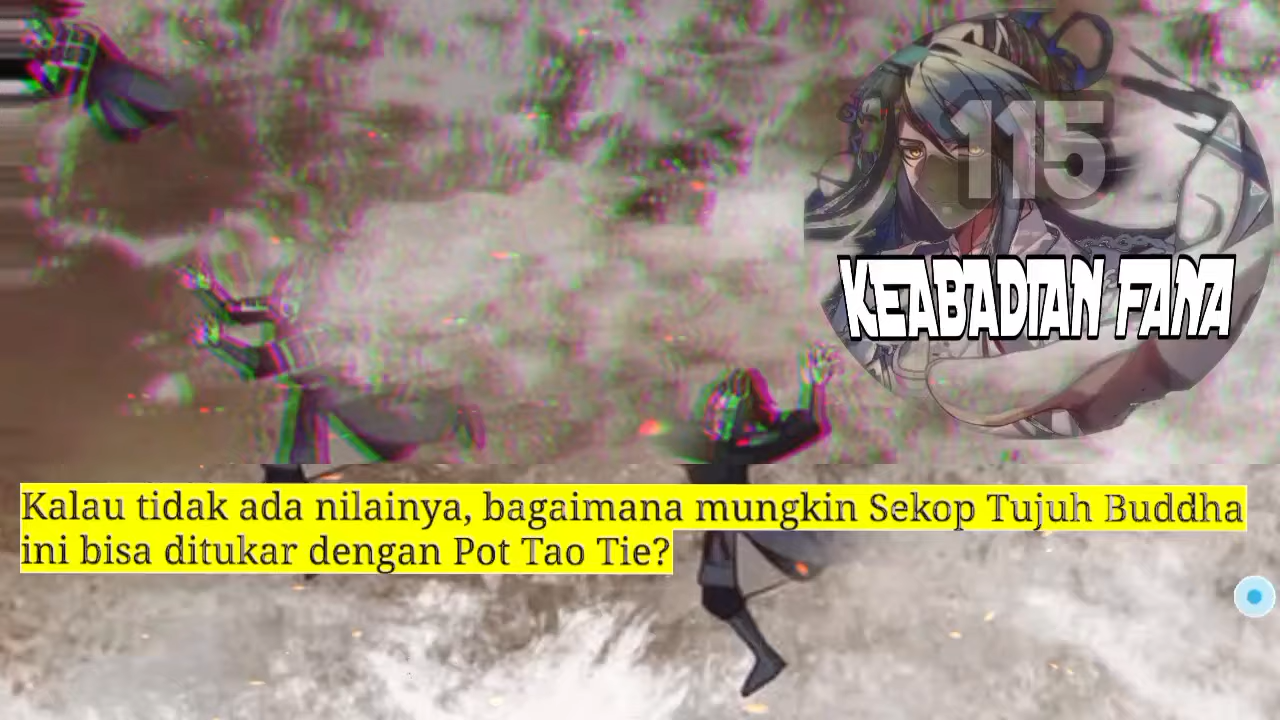 115
KEABADIAN FANA
Kalau tidak ada nilainya, bagaimana mungkin Sekop Tujuh Buddha
ini bisa ditukar dengan Pot Tao Tie?